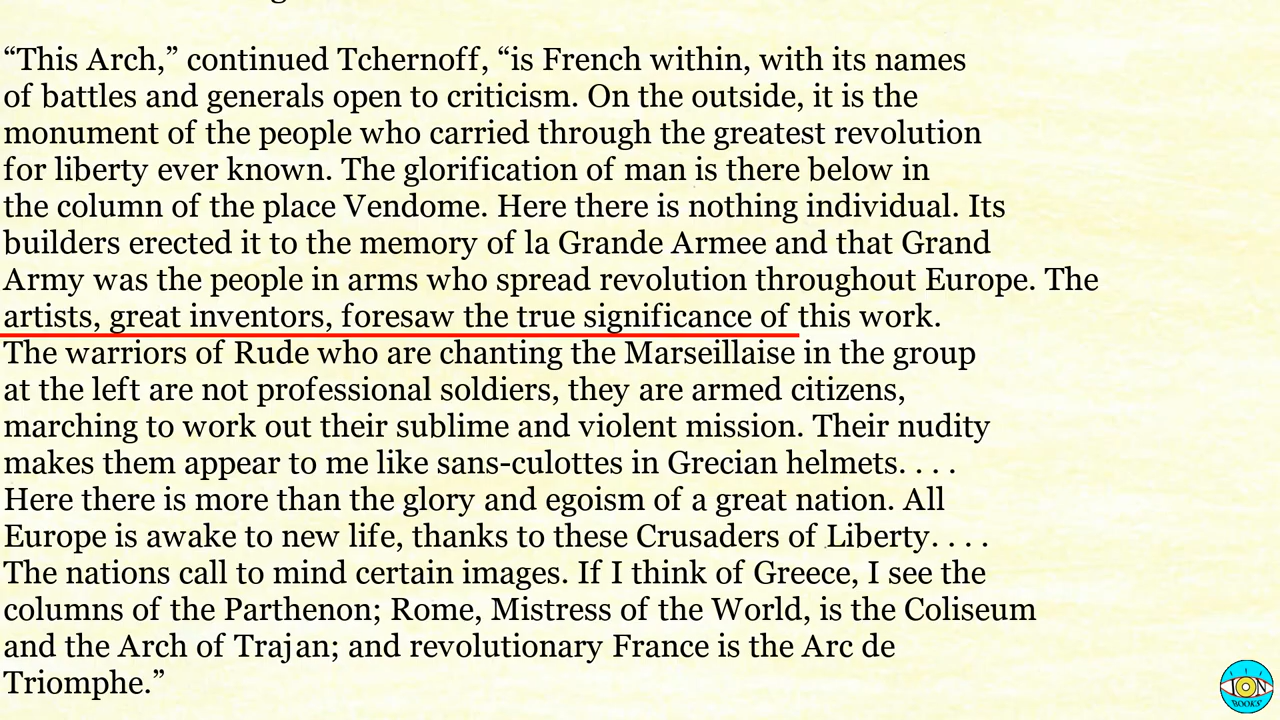 “This Arch,” continued Tchernoff, “is French within, with its names
of battles and generals open to criticism. On the outside, it is the
monument of the people who carried through the greatest revolution
for liberty ever known. The glorification of man is there below in
the column of the place Vendome. Here there is nothing individual. Its
builders erected it to the memory of la Grande Armee and that Grand
Army was the people in arms who spread revolution throughout Europe. The
artists, great inventors, foresaw the true significance of this work.
The warriors of Rude who are chanting the Marseillaise in the group
at the left are not professional soldiers, they are armed citizens,
marching to work out their sublime and violent mission. Their nudity
makes them appear to me like sans-culottes in Grecian helmets. . . .
Here there is more than the glory and egoism of a great nation. All
Europe is awake to new life, thanks to these Crusaders of Liberty. . . .
The nations call to mind certain images. If I think of Greece, I see the
columns of the Parthenon; Rome, Mistress of the World, is the Coliseum
and the Arch of Trajan; and revolutionary France is the Arc de
Triomphe.”
ION
BOOKS